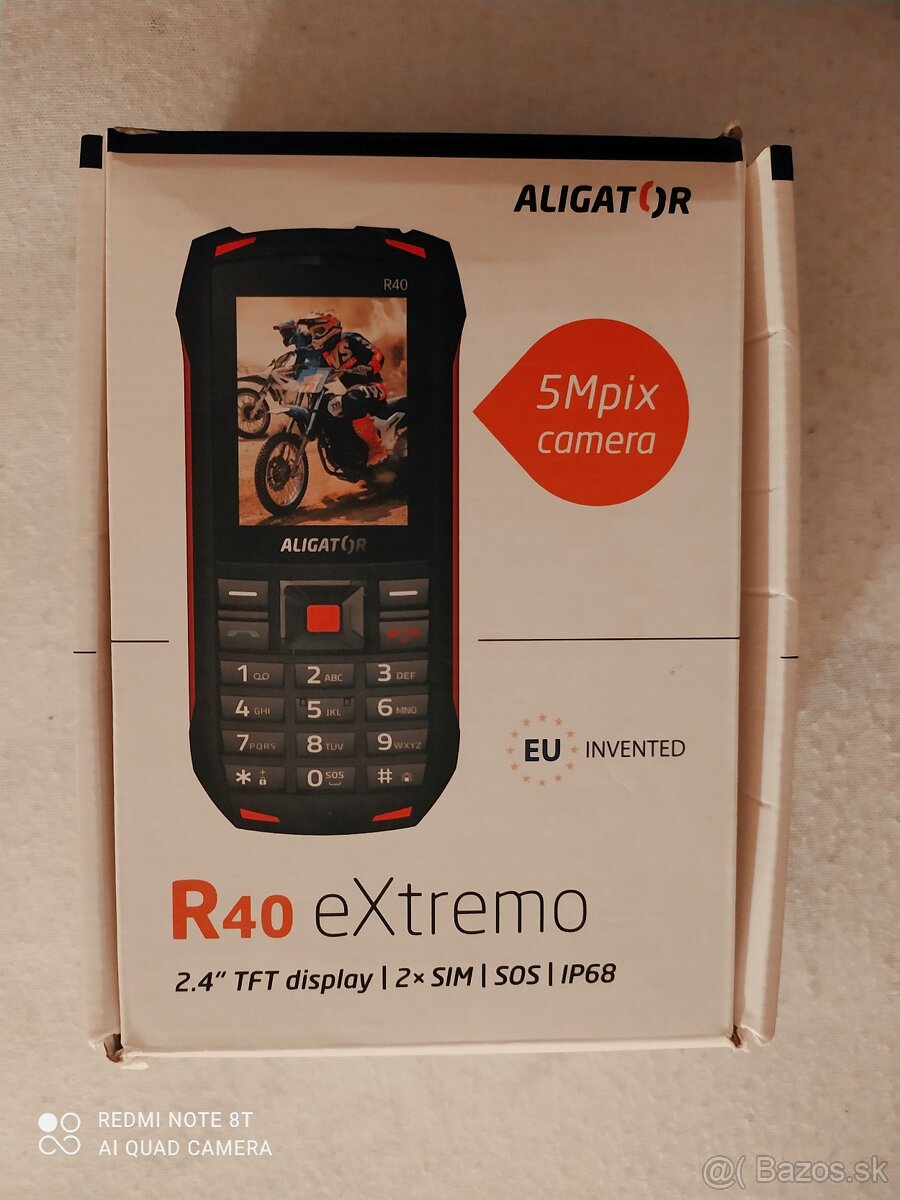 ALIGATOR
R40
5Mpix
camera
ALIGATOR
1
2 ABC
3 DEF
4 GHI
5 JKL
6 MNO
7 PQRS
8 TUV
9 WXYZ
*
0 SOS
#
EU INVENTED
R40 eXtremo
2.4” TFT display | 2× SIM | SOS | IP68
REDMI NOTE 8T
AI QUAD CAMERA
@( Bazos.sk